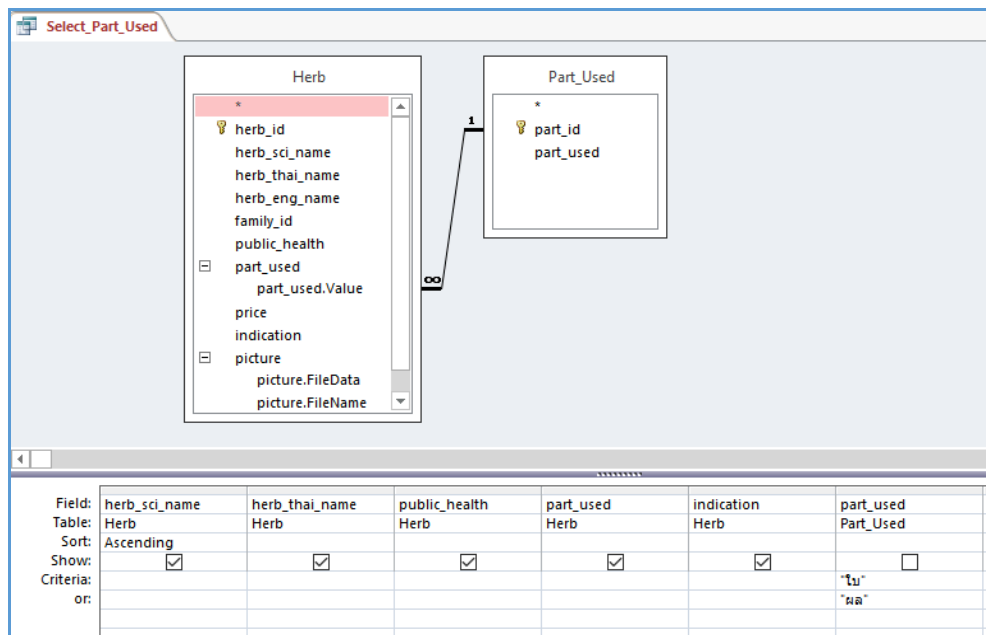 Select_Part_Used
Herb
*
herb_id
herb_sci_name
herb_thai_name
herb_eng_name
family_id
public_health
part_used
part_used.Value
price
indication
picture
picture.FileData
picture.FileName
Part_Used
*
part_id
part_used
1
∞
Field: herb_sci_name herb_thai_name public_health part_used indication part_used
Table: Herb Herb Herb Herb Herb Part_Used
Sort: Ascending
Show:
Criteria: "ใบ"
or: "ผล"